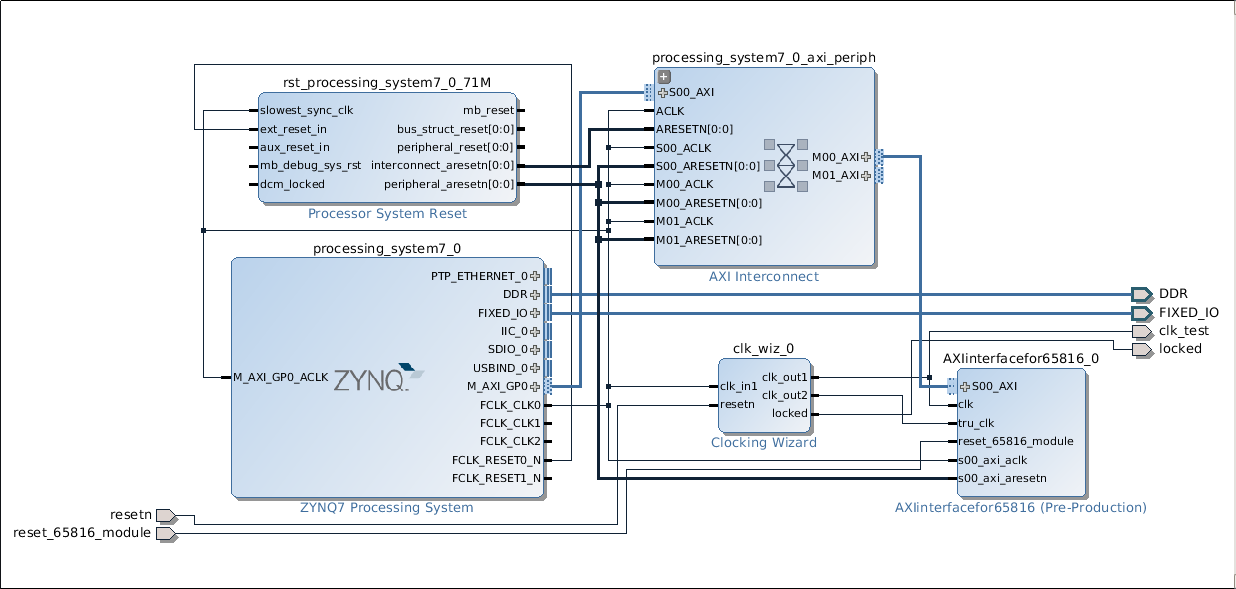 processing_system7_0_axi_periph
S00_AXI
ACLK
ARESETN[0:0]
S00_ACLK
S00_ARESETN[0:0]
M00_ACLK
M00_ARESETN[0:0]
M01_ACLK
M01_ARESETN[0:0]
M00_AXI
M01_AXI
AXI Interconnect
rst_processing_system7_0_71M
slowest_sync_clk
ext_reset_in
aux_reset_in
mb_debug_sys_rst
dcm_locked
mb_reset
bus_struct_reset[0:0]
peripheral_reset[0:0]
interconnect_aresetn[0:0]
peripheral_aresetn[0:0]
Processor System Reset
processing_system7_0
M_AXI_GP0_ACLK
ZYNQ
PTP_ETHERNET_0
DDR
FIXED_IO
IIC_0
SDIO_0
USBIND_0
M_AXI_GP0
FCLK_CLK0
FCLK_CLK1
FCLK_CLK2
FCLK_RESET0_N
FCLK_RESET1_N
ZYNQ7 Processing System
clk_wiz_0
clk_in1
resetn
clk_out1
clk_out2
locked
Clocking Wizard
AXIinterfacefor65816_0
S00_AXI
clk
tru_clk
reset_65816_module
s00_axi_aclk
s00_axi_aresetn
AXIinterfacefor65816 (Pre-Production)
DDR
FIXED_IO
clk_test
locked
resetn
reset_65816_module